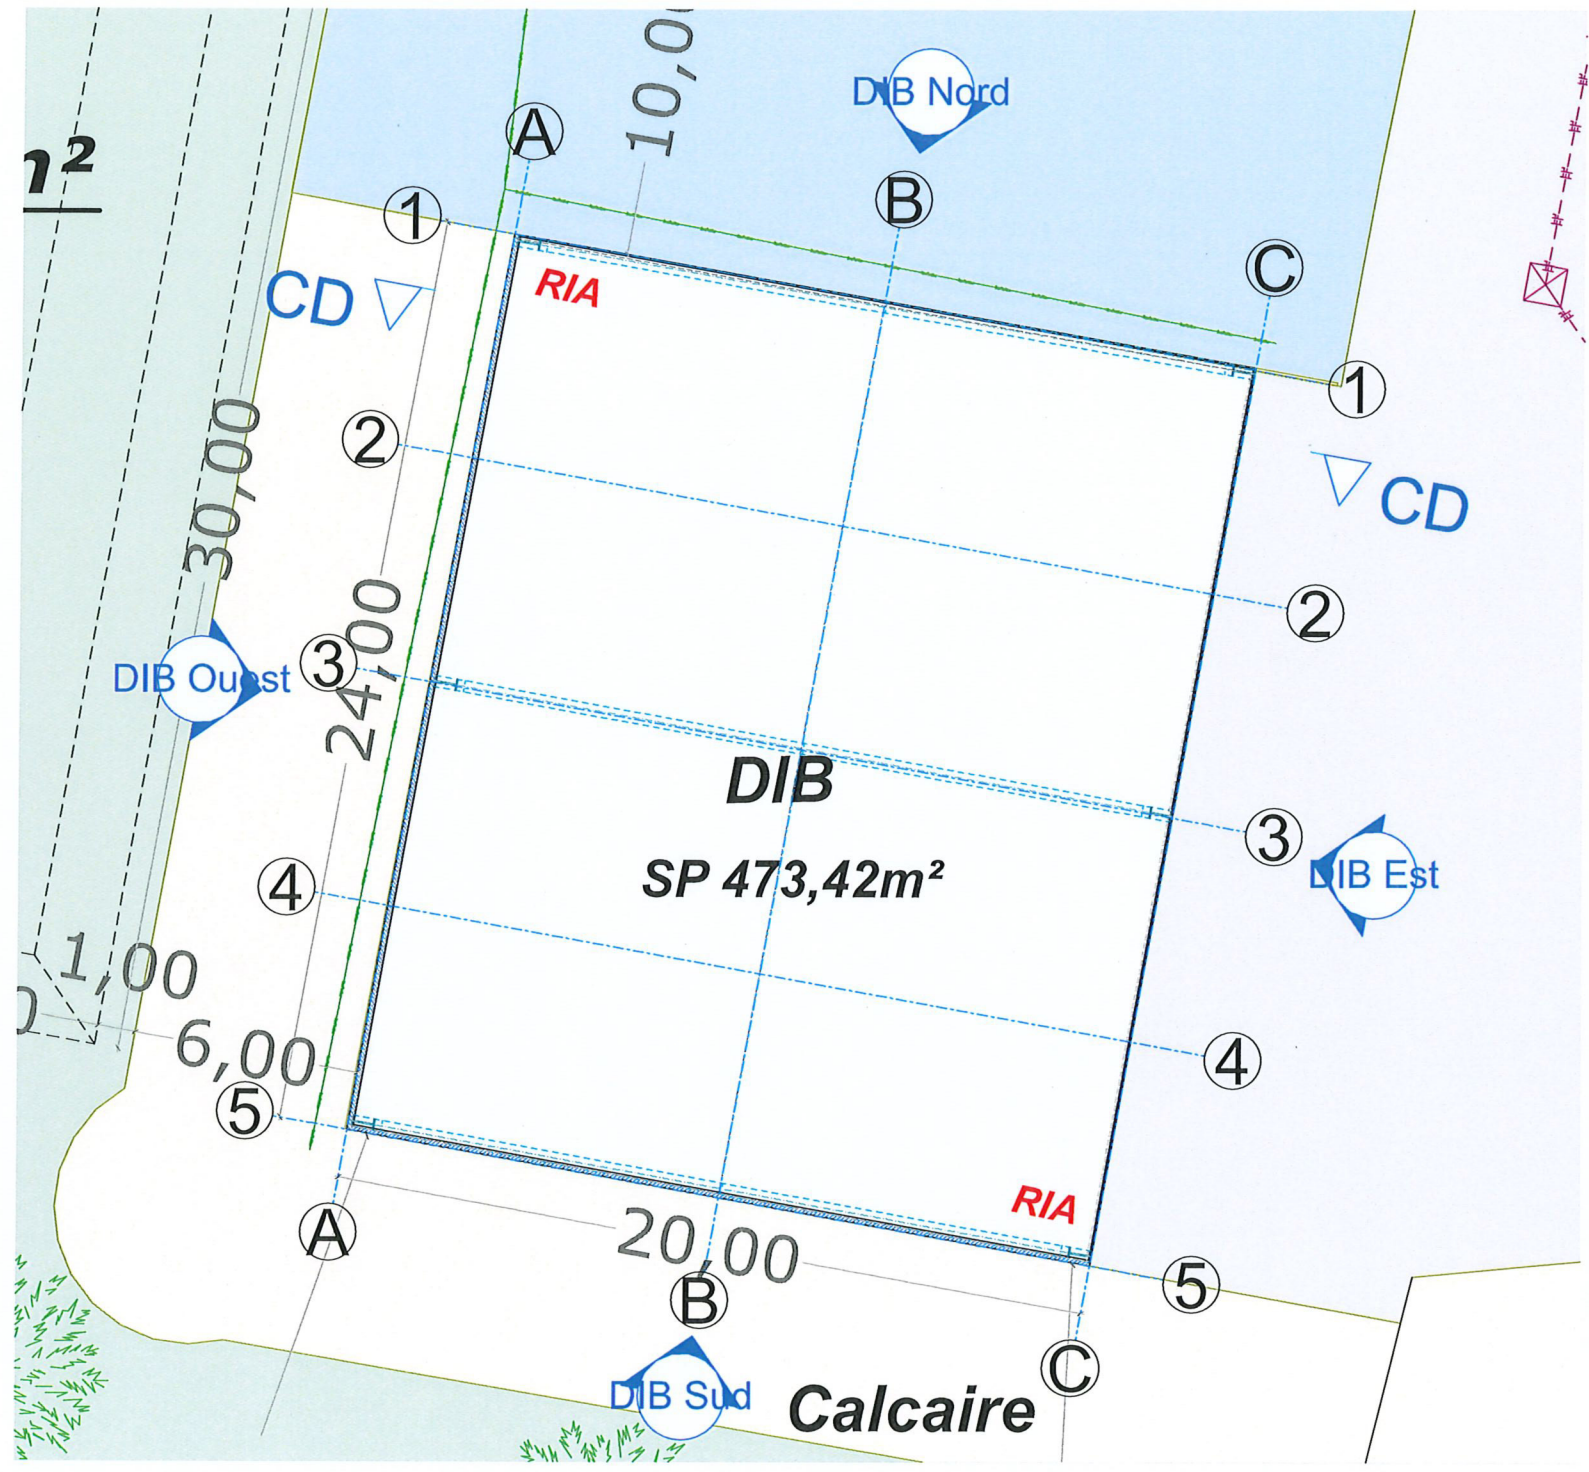 10,00
DIB Nord
A
m²
B
1
C
RIA
CD
1
2
30,00
CD
24,00
2
3
DIB Ouest
DIB
3
SP 473,42m²
DIB Est
4
1,00
0
6,00
4
5
RIA
A
20,00
5
B
C
DIB Sud
Calcaire